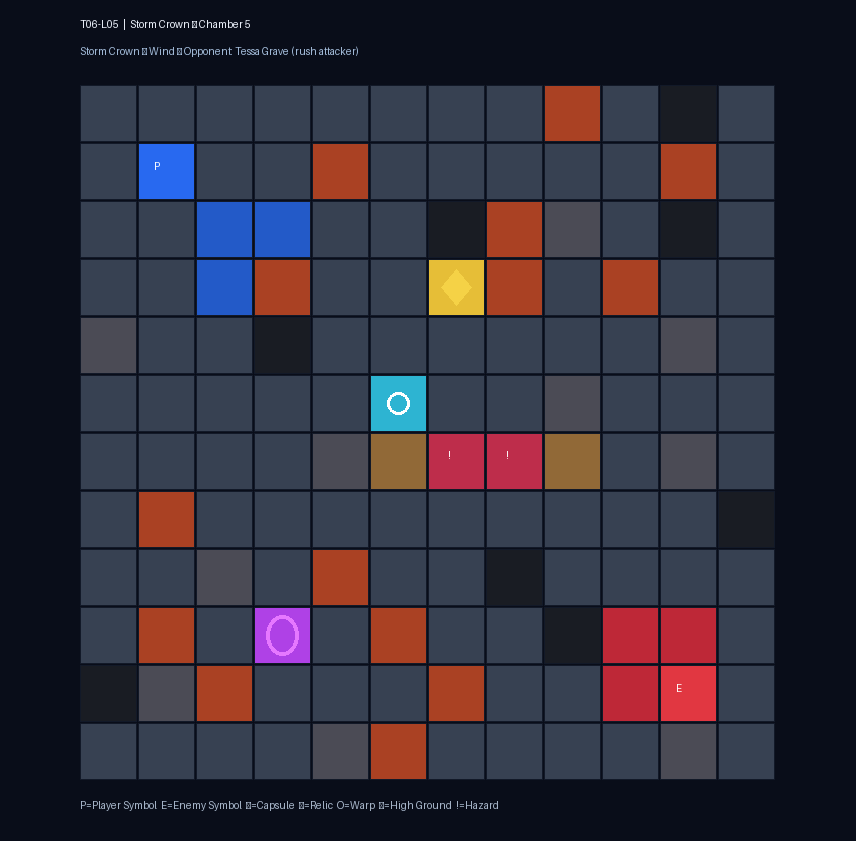 T06-L05 | Storm Crown ▯ Chamber 5
Storm Crown ▯ Wind ▯ Opponent: Tessa Grave (rush attacker)
P
! !
E
P=Player Symbol E=Enemy Symbol ▯=Capsule ▯=Relic O=Warp ▯=High Ground !=Hazard